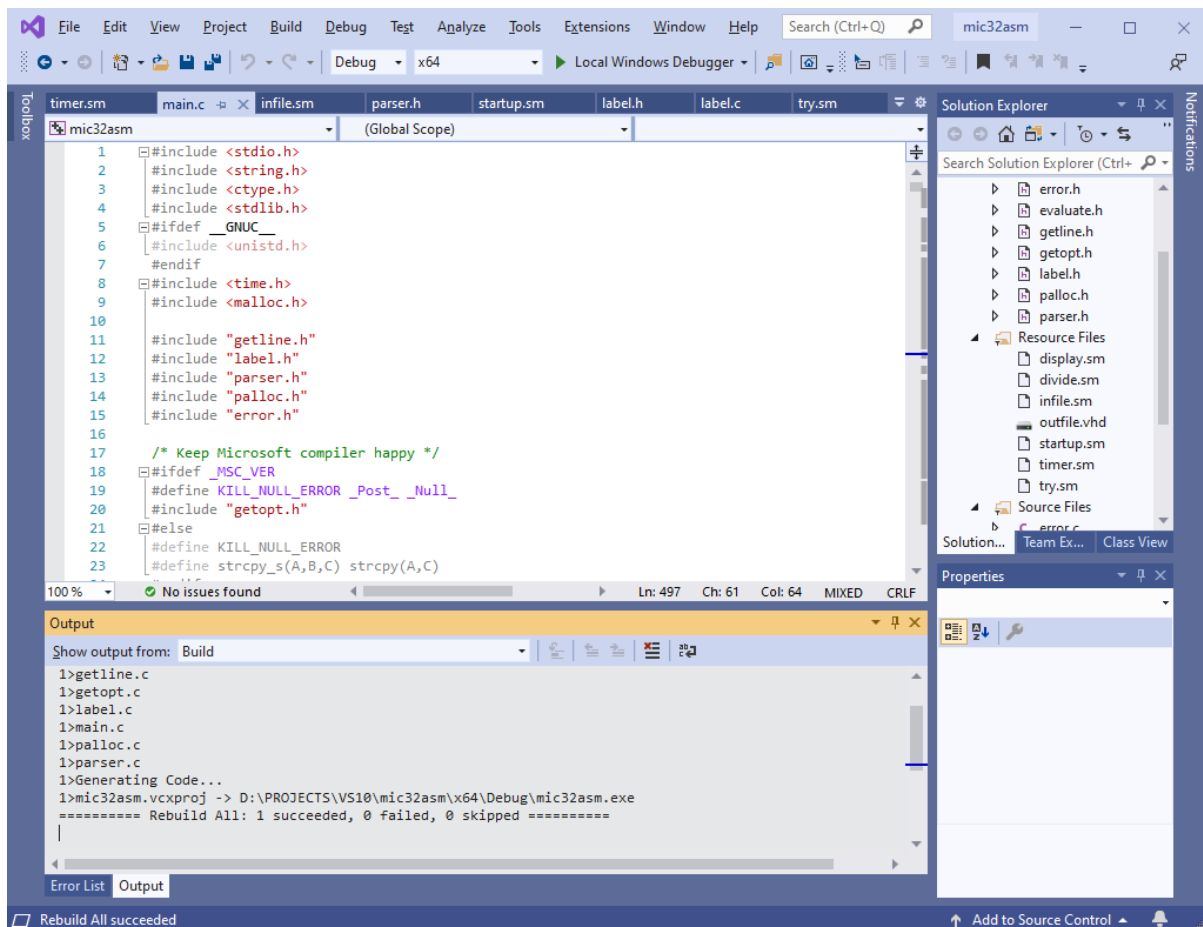 File Edit View Project Build Debug Test Analyze Tools Extensions Window Help Search (Ctrl+Q) mic32asm
Debug x64 Local Windows Debugger
Toolbox
timer.sm main.c infile.sm parser.h startup.sm label.h label.c try.sm
mic32asm (Global Scope)
1 #include <stdio.h>
2 #include <string.h>
3 #include <ctype.h>
4 #include <stdlib.h>
5 #ifdef __GNUC__
6 #include <unistd.h>
7 #endif
8 #include <time.h>
9 #include <malloc.h>
10
11 #include "getline.h"
12 #include "label.h"
13 #include "parser.h"
14 #include "palloc.h"
15 #include "error.h"
16
17 /* Keep Microsoft compiler happy */
18 #ifdef _MSC_VER
19 #define KILL_NULL_ERROR _Post_ _Null_
20 #include "getopt.h"
21 #else
22 #define KILL_NULL_ERROR
23 #define strcpy_s(A,B,C) strcpy(A,C)
100 % No issues found Ln: 497 Ch: 61 Col: 64 MIXED CRLF
Output
Show output from: Build
1>getline.c
1>getopt.c
1>label.c
1>main.c
1>palloc.c
1>parser.c
1>Generating Code...
1>mic32asm.vcxproj -> D:\PROJECTS\VS10\mic32asm\x64\Debug\mic32asm.exe
========== Rebuild All: 1 succeeded, 0 failed, 0 skipped ==========
Error List Output
Solution Explorer
Search Solution Explorer (Ctrl+
error.h
evaluate.h
getline.h
getopt.h
label.h
palloc.h
parser.h
Resource Files
display.sm
divide.sm
infile.sm
outfile.vhd
startup.sm
timer.sm
try.sm
Source Files
error.c
Solution... Team Ex... Class View
Properties
Notifications
Rebuild All succeeded Add to Source Control